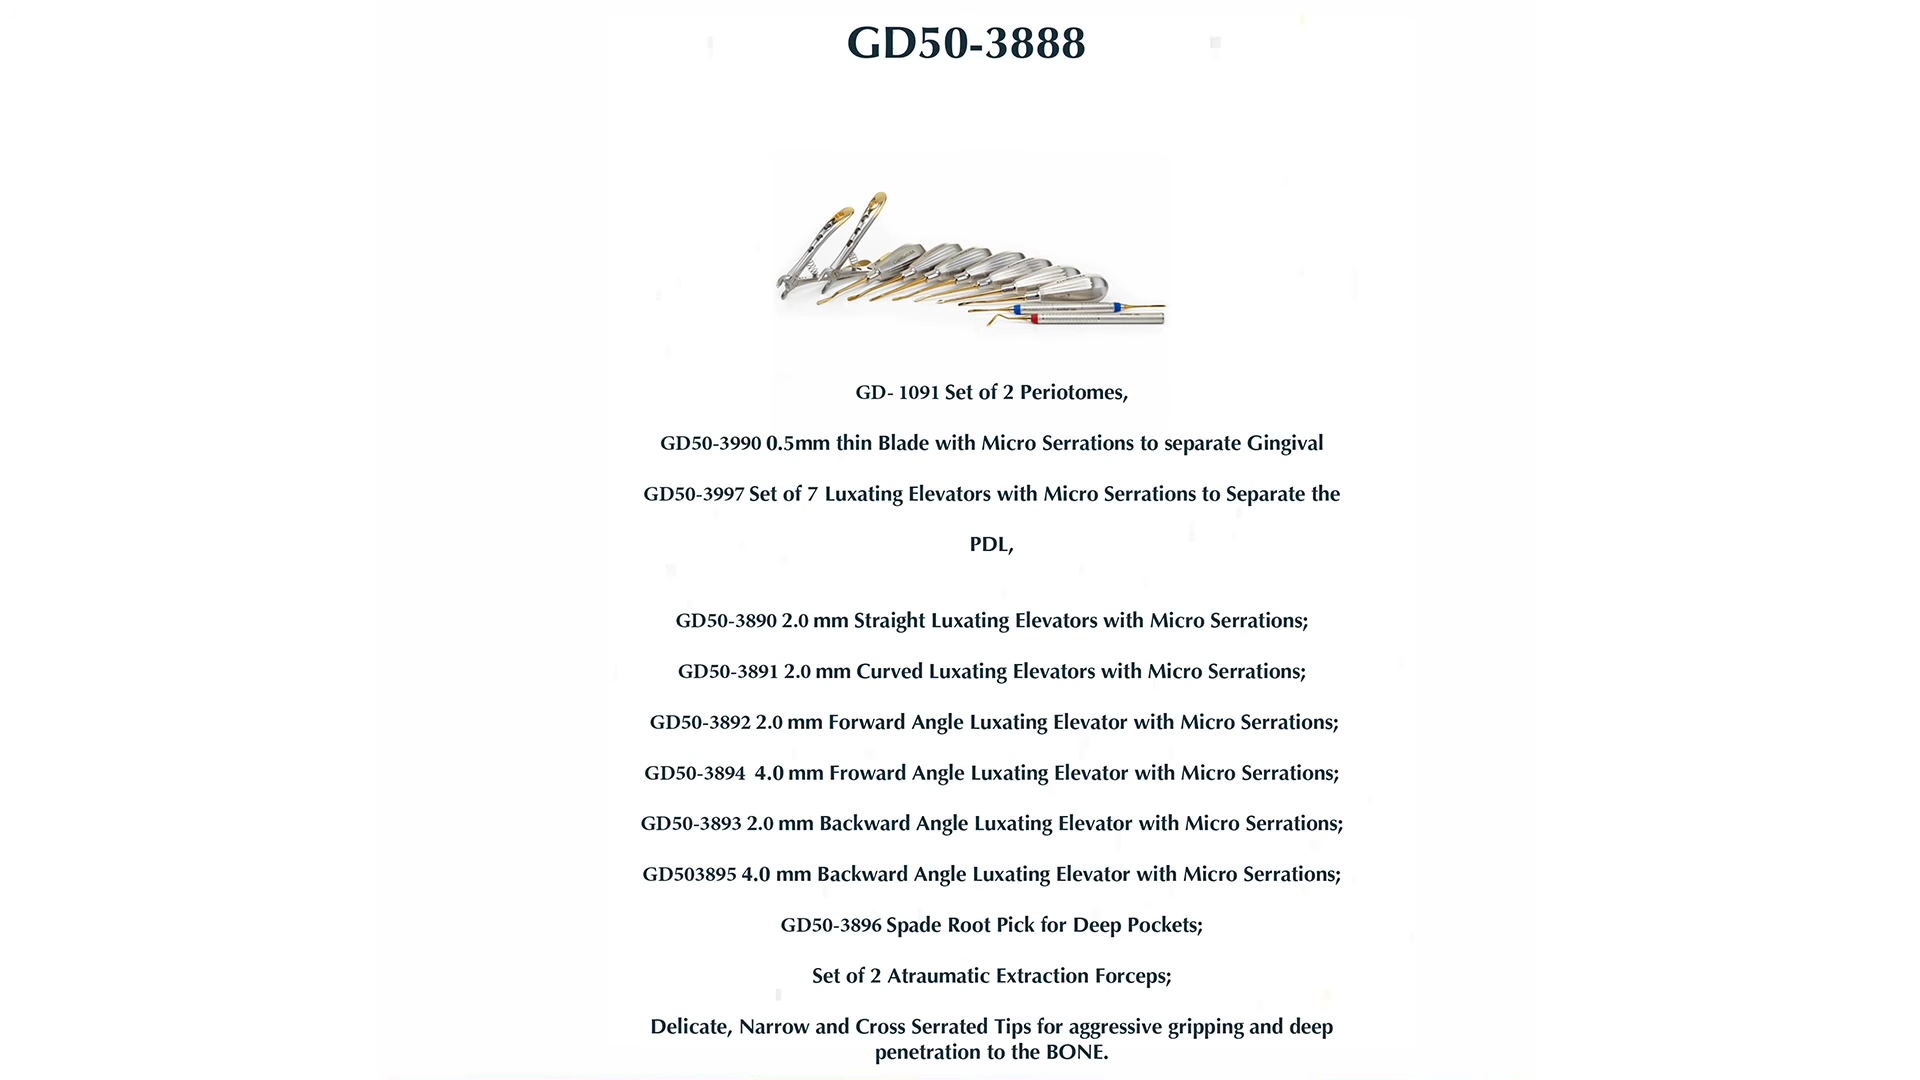 GD50-3888
GD- 1091 Set of 2 Periotomes,
GD50-3990 0.5mm thin Blade with Micro Serrations to separate Gingival
GD50-3997 Set of 7 Luxating Elevators with Micro Serrations to Separate the
PDL,
GD50-3890 2.0 mm Straight Luxating Elevators with Micro Serrations;
GD50-3891 2.0 mm Curved Luxating Elevators with Micro Serrations;
GD50-3892 2.0 mm Forward Angle Luxating Elevator with Micro Serrations;
GD50-3894 4.0 mm Froward Angle Luxating Elevator with Micro Serrations;
GD50-3893 2.0 mm Backward Angle Luxating Elevator with Micro Serrations;
GD503895 4.0 mm Backward Angle Luxating Elevator with Micro Serrations;
GD50-3896 Spade Root Pick for Deep Pockets;
Set of 2 Atraumatic Extraction Forceps;
Delicate, Narrow and Cross Serrated Tips for aggressive gripping and deep
penetration to the BONE.